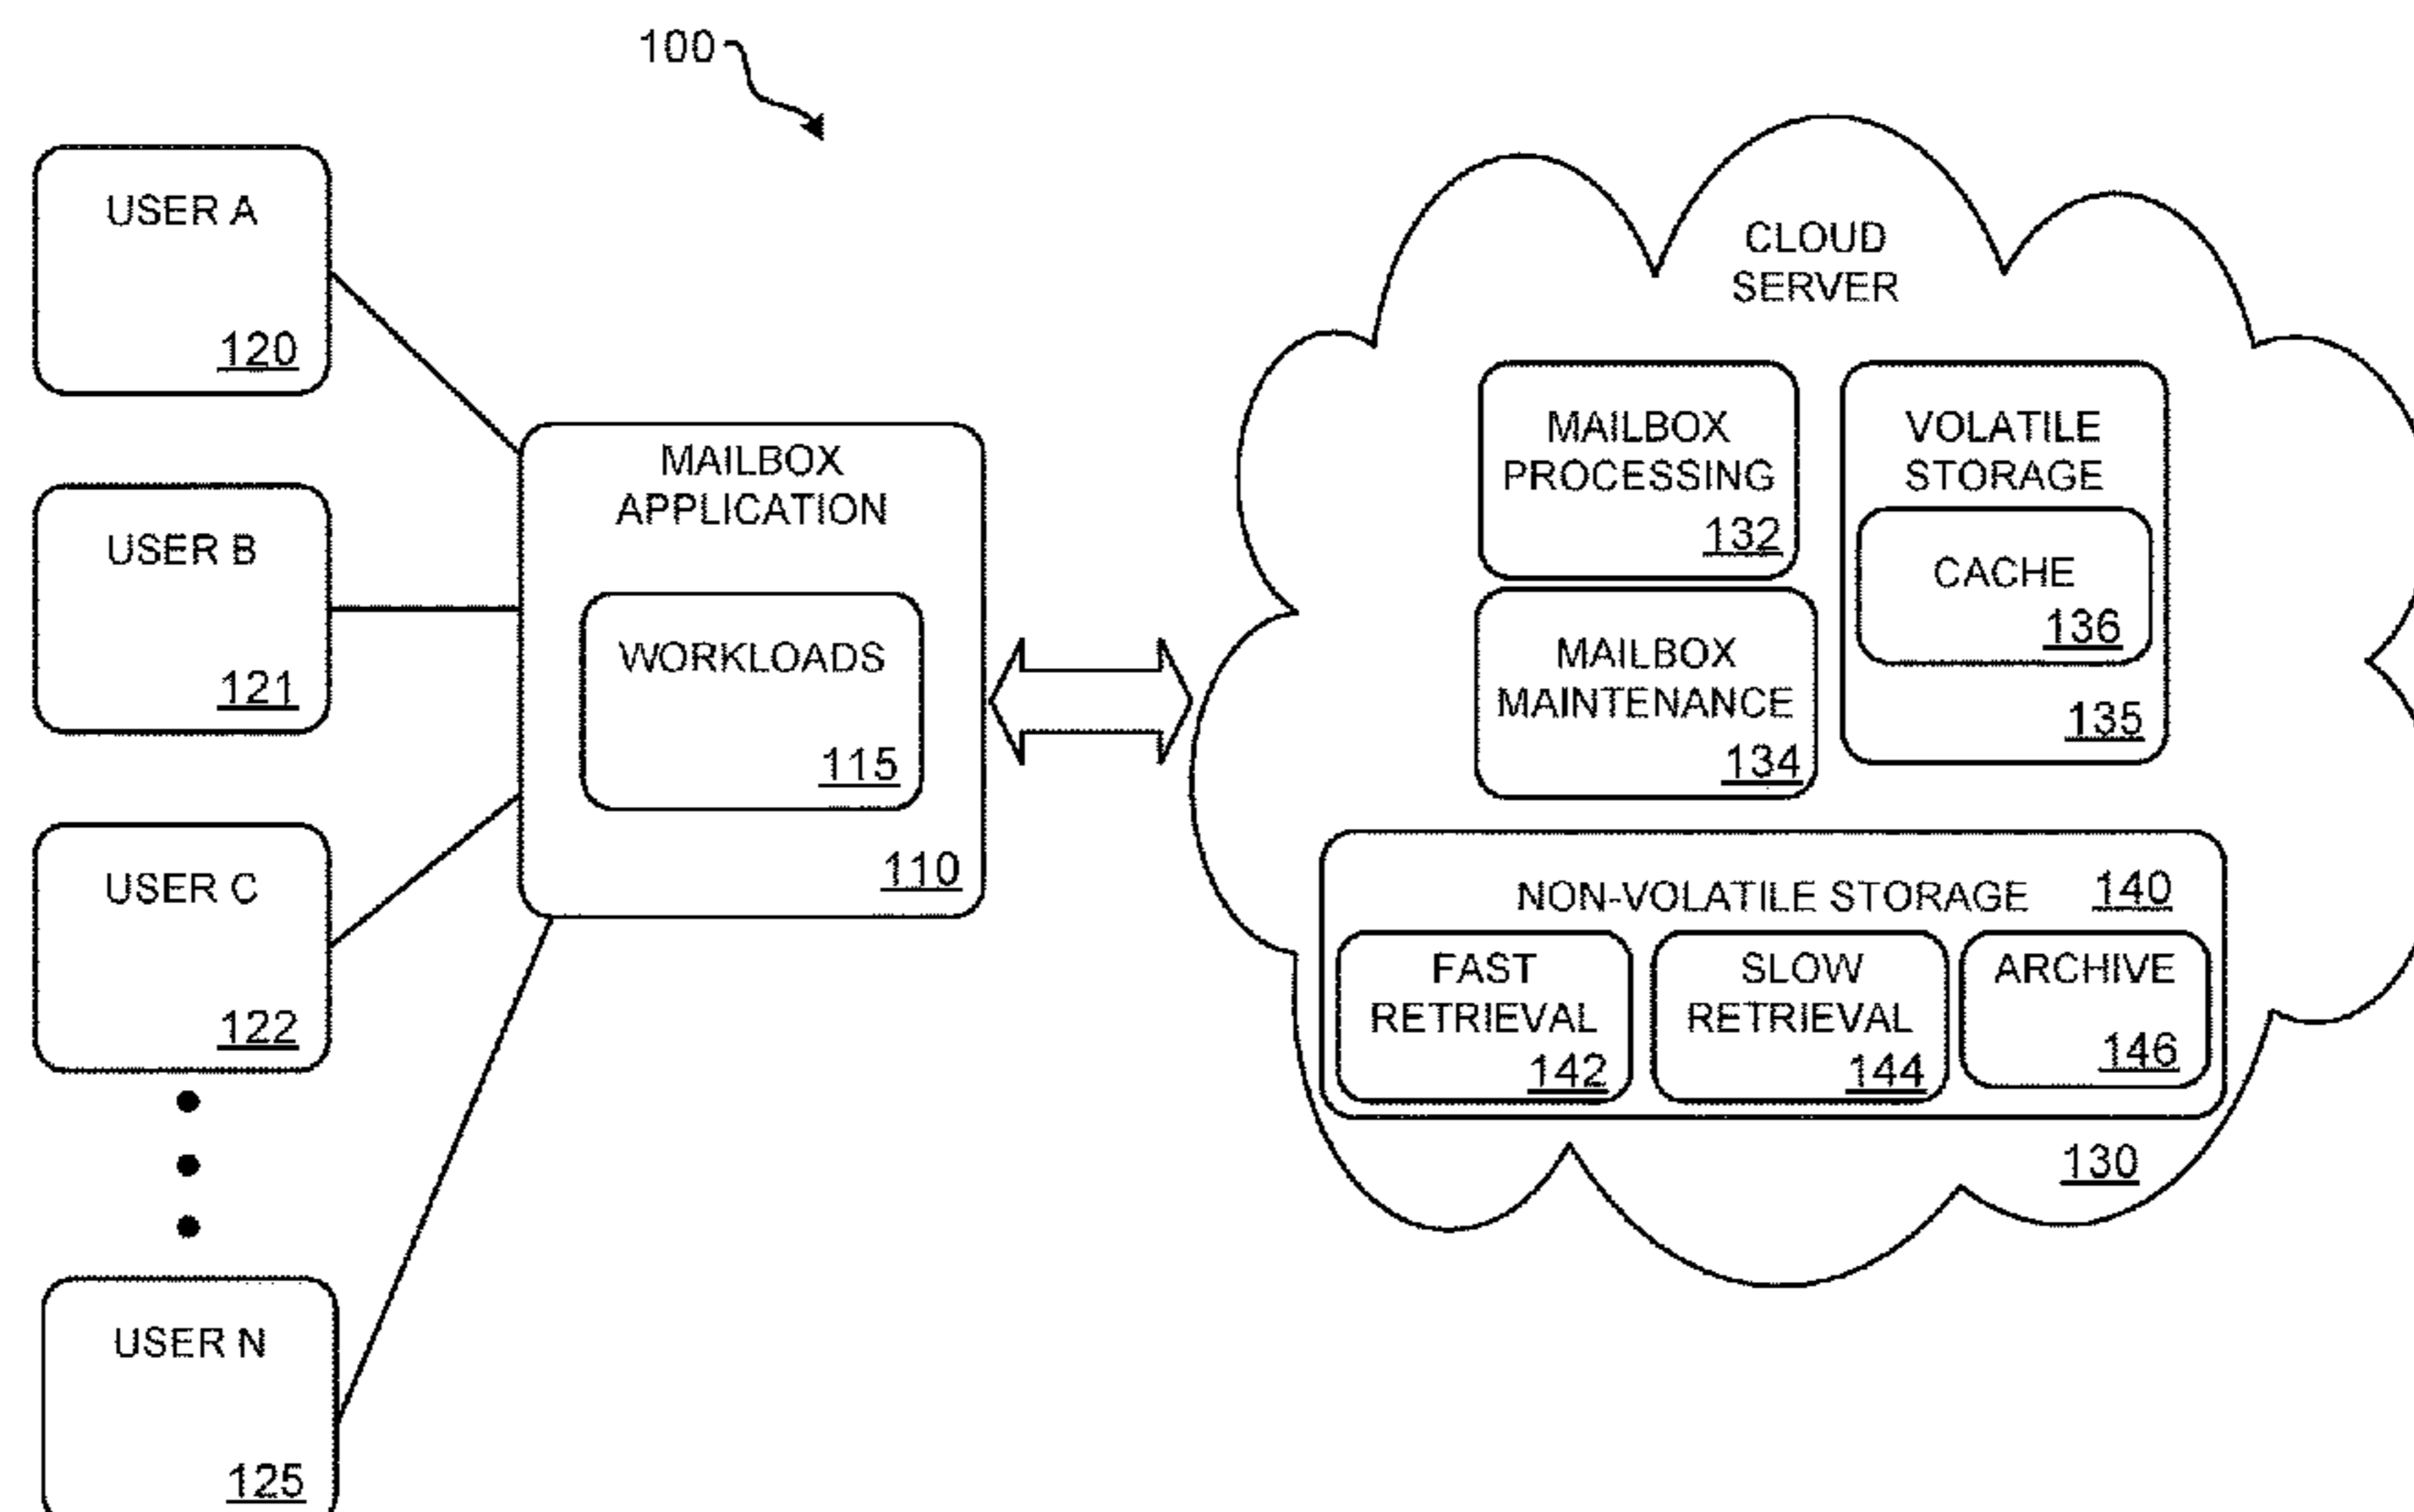 100
USER A
120
USER B
121
USER C
122
USER N
125
MAILBOX
APPLICATION
WORKLOADS
115
110
CLOUD
SERVER
MAILBOX
PROCESSING
132
MAILBOX
MAINTENANCE
134
VOLATILE
STORAGE
CACHE
136
135
NON-VOLATILE STORAGE 140
FAST
RETRIEVAL
142
SLOW
RETRIEVAL
144
ARCHIVE
146
130